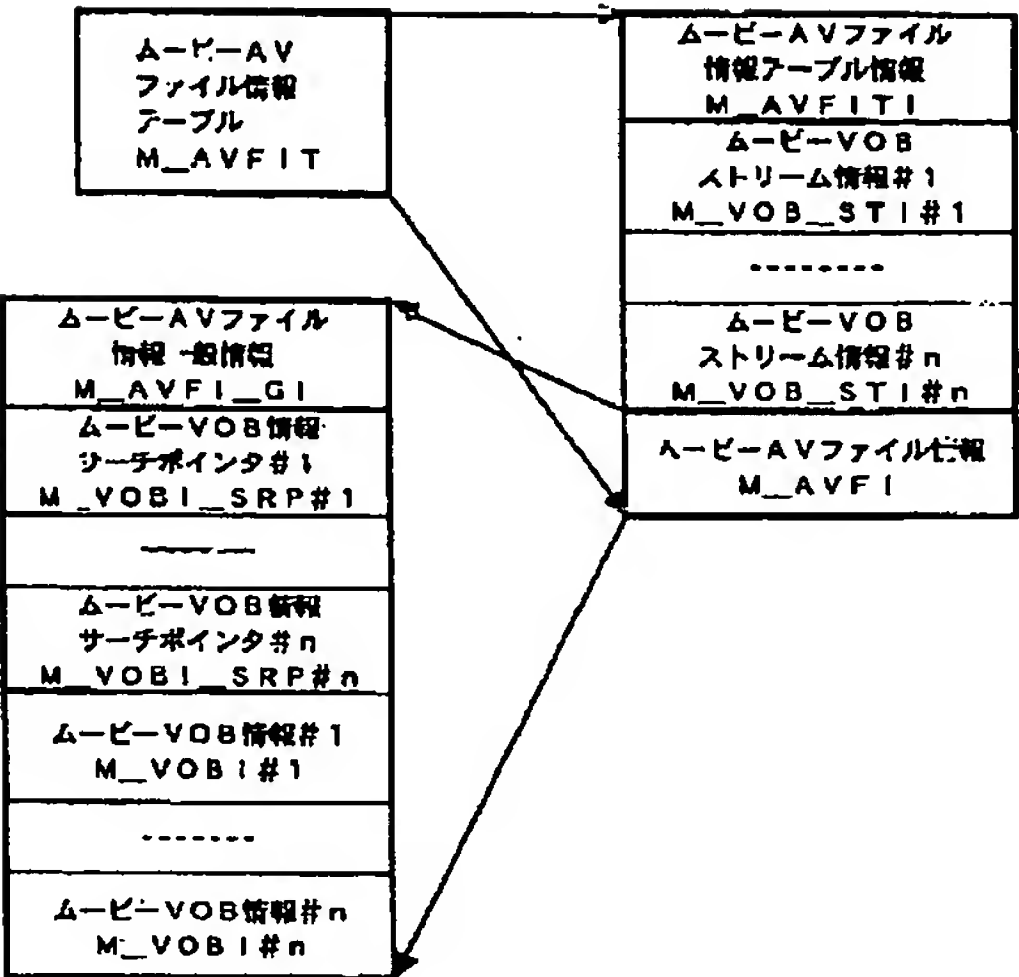 ムービーAV
ファイル情報
テーブル
M_AVFIT
ムービーAVファイル
情報テーブル情報
M_AVFITI
ムービーVOB
ストリーム情報#1
M_VOB_STI#1
ムービーVOB
ストリーム情報#n
M_VOB_STI#n
ムービーAVファイル情報
M_AVFI
ムービーAVファイル
情報一般情報
M_AVFI_GI
ムービーVOB情報
サーチポインタ#1
M_VOBI_SRP#1
ムービーVOB情報
サーチポインタ#n
M_VOBI_SRP#n
ムービーVOB情報#1
M_VOBI#1
ムービーVOB情報#n
M_VOBI#n